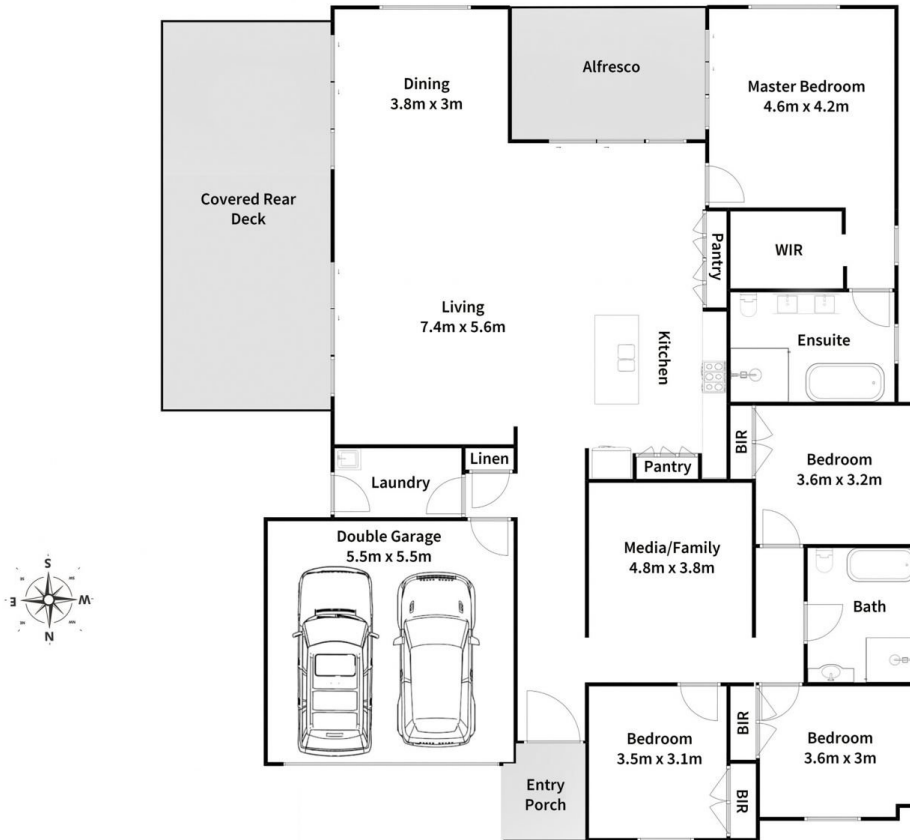 Dining
3.8m x 3m
Alfresco
Master Bedroom
4.6m x 4.2m
Covered Rear
Deck
Pantry
WIR
Living
7.4m x 5.6m
Kitchen
Ensuite
BIR
Bedroom
3.6m x 3.2m
Linen
Pantry
Laundry
Double Garage
5.5m x 5.5m
Media/Family
4.8m x 3.8m
Bath
S
E
W
N
BIR
Bedroom
3.5m x 3.1m
Bedroom
3.6m x 3m
Entry
Porch
BIR